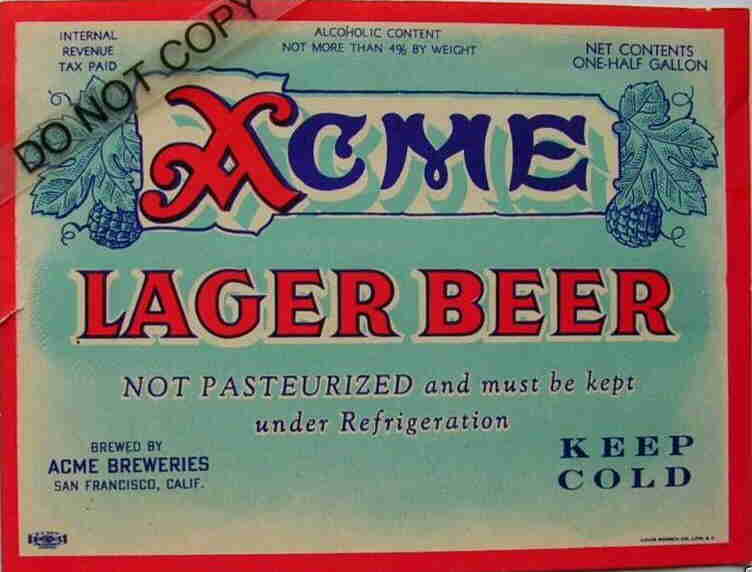 INTERNAL
REVENUE
TAX PAID
ALCOHOLIC CONTENT
NOT MORE THAN 4% BY WEIGHT
NET CONTENTS
ONE-HALF GALLON
DO NOT COPY
ACME
LAGER BEER
NOT PASTEURIZED and must be kept
under Refrigeration
BREWED BY
ACME BREWERIES
SAN FRANCISCO, CALIF.
KEEP
COLD